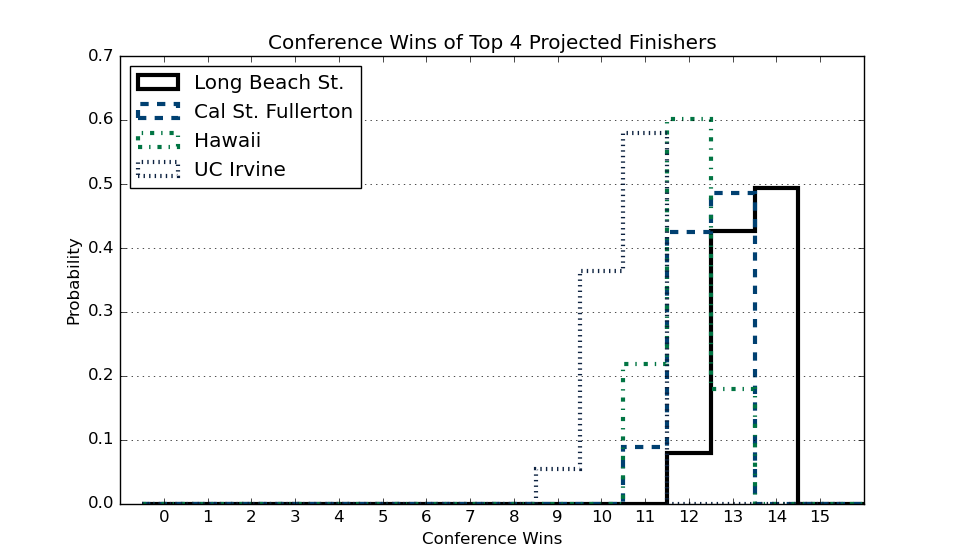 Conference Wins of Top 4 Projected Finishers
0.7
0.6
0.5
0.4
0.3
0.2
0.1
0.0
Probability
Long Beach St.
Cal St. Fullerton
Hawaii
UC Irvine
0 1 2 3 4 5 6 7 8 9 10 11 12 13 14 15
Conference Wins